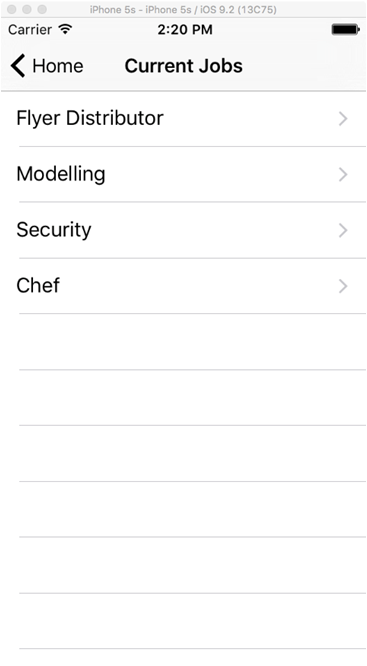 iPhone 5s - iPhone 5s / iOS 9.2 (13C75)
Carrier 2:20 PM
Home Current Jobs
Flyer Distributor
Modelling
Security
Chef